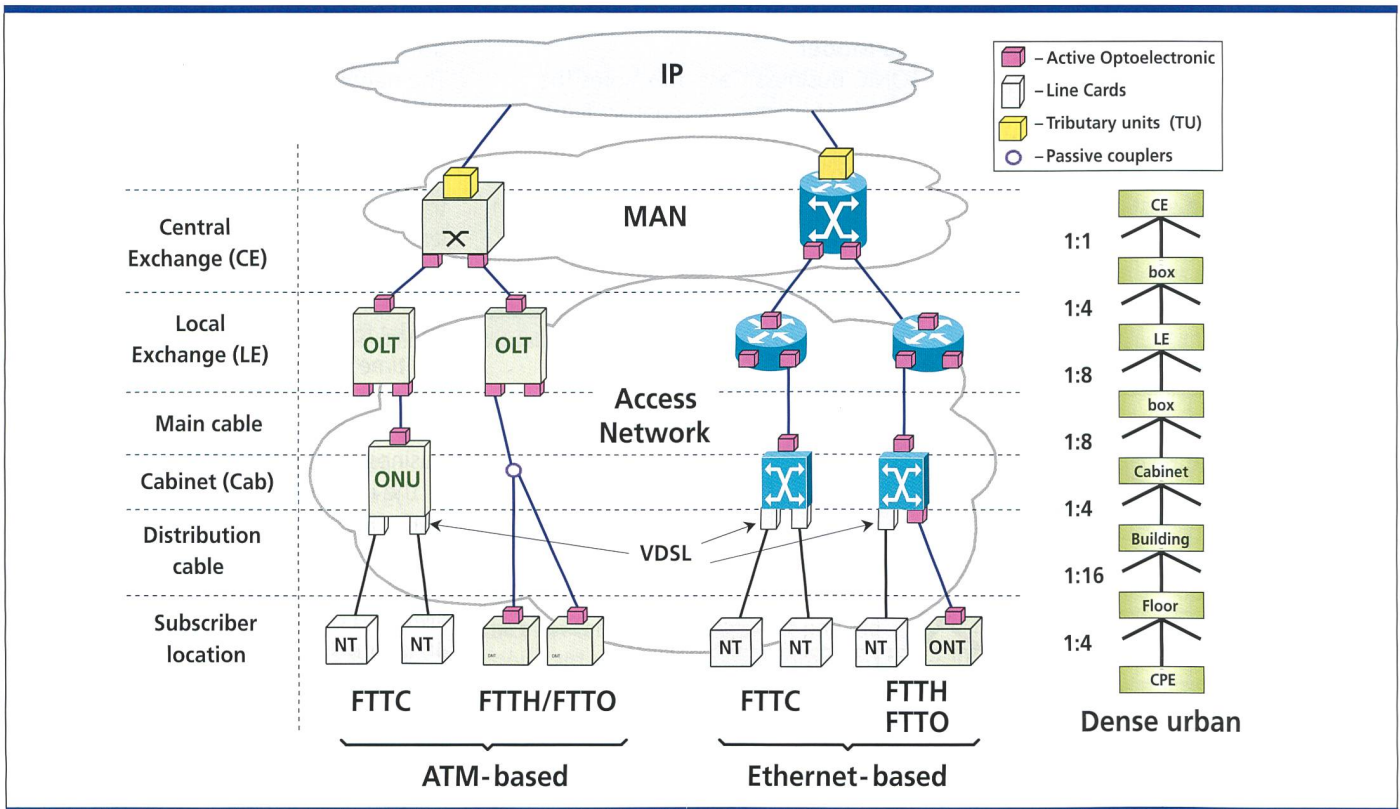 IP
– Active Optoelectronic
– Line Cards
– Tributary units (TU)
– Passive couplers
MAN
Central
Exchange (CE)
Local
Exchange (LE)
OLT
OLT
Main cable
Access
Network
Cabinet (Cab)
ONU
Distribution
cable
VDSL
Subscriber
location
NT
NT
ONT
ONT
NT
NT
NT
ONT
FTTC
FTTH/FTTO
FTTC
FTTH
FTTO
ATM-based
Ethernet-based
CE
1:1
box
1:4
LE
1:8
box
1:8
Cabinet
1:4
Building
1:16
Floor
1:4
CPE
Dense urban